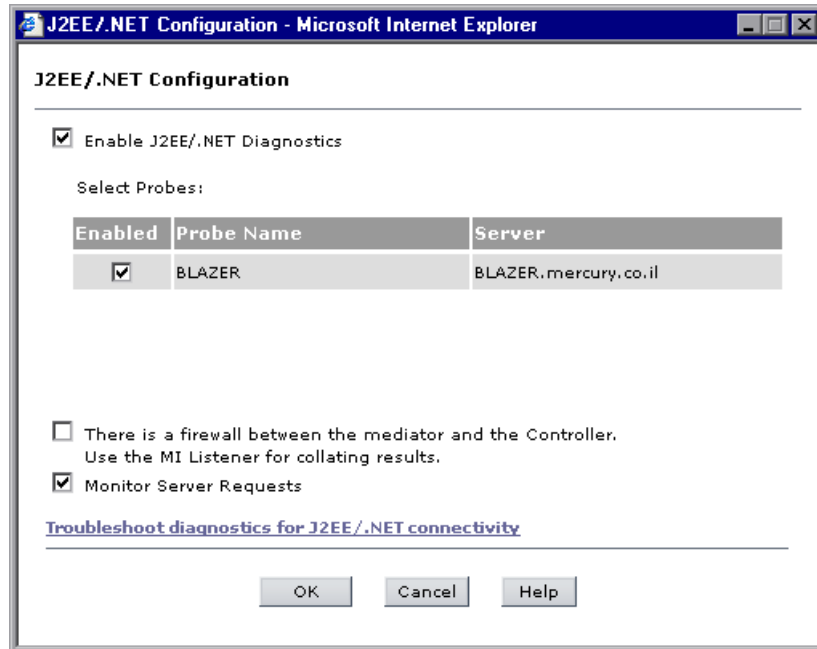 J2EE/.NET Configuration - Microsoft Internet Explorer
J2EE/.NET Configuration
Enable J2EE/.NET Diagnostics
Select Probes:
Enabled Probe Name Server
BLAZER BLAZER.mercury.co.il
There is a firewall between the mediator and the Controller.
Use the MI Listener for collating results.
Monitor Server Requests
Troubleshoot diagnostics for J2EE/.NET connectivity
OK Cancel Help